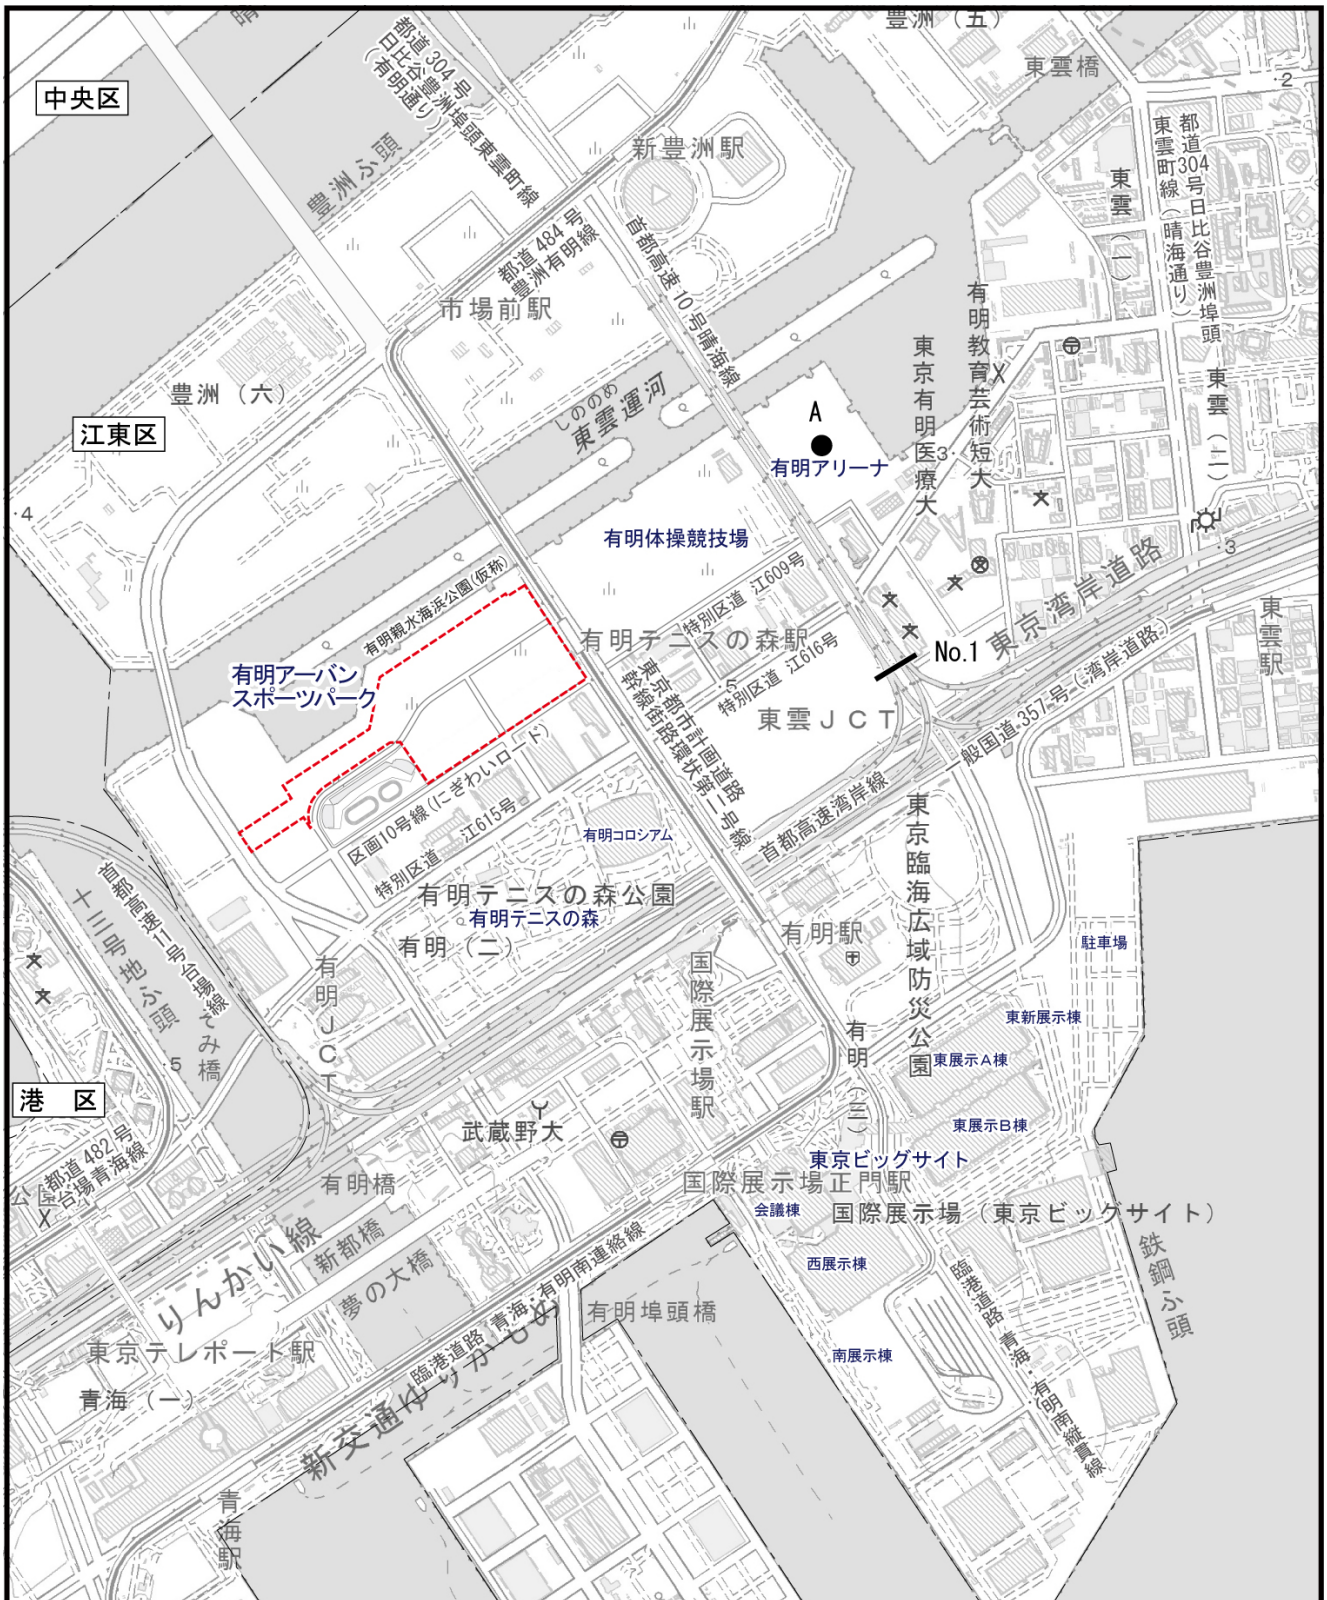 豊洲（五）
東雲橋
・2
中央区
都道 304号
日比谷豊洲埠頭東雲町線
（有明通り）
豊洲ふ頭
新豊洲駅
都道304号日比谷豊洲埠頭
東雲町線（晴海通り）
東雲（一）
都道 484 号
豊洲有明線
首都高速 10号晴海線
市場前駅
有明教育芸術短大
東京有明医療大
東雲（二）
豊洲（六）
しののめ
東雲運河
江東区
A
有明アリーナ
3・
・4
有明体操競技場
・3
東京湾岸道路
有明親水海浜公園(仮称)
特別区道 江609号
有明テニスの森駅
特別区道 江616号
・5
No.1
東雲駅
有明アーバン
スポーツパーク
東京都市計画道路
幹線街路環状第二号線
東雲ＪＣＴ
一般国道 357 号（湾岸道路）
区画10号線(にぎわいロード)
特別区道 江615号
首都高速湾岸線
有明コロシアム
東京臨海広域防災公園
有明テニスの森公園
有明テニスの森
有明（二）
首都高速11号台場線
十三号地ふ頭
有明駅
駐車場
有明ＪＣＴ
国際展示場駅
東新展示棟
有明（三）
東展示A棟
・5
港　区
武蔵野大
東展示B棟
都道 482 号
台場青海線
東京ビッグサイト
有明橋
国際展示場正門駅
会議棟
国際展示場（東京ビッグサイト）
りんかい線
新都橋
夢の大橋
西展示棟
鉄鋼ふ頭
臨港道路 青海・有明南連絡線
有明埠頭橋
臨港道路 青海・有明南縦貫線
東京テレポート駅
南展示棟
青海（一）
新交通ゆりかもめ
青海駅